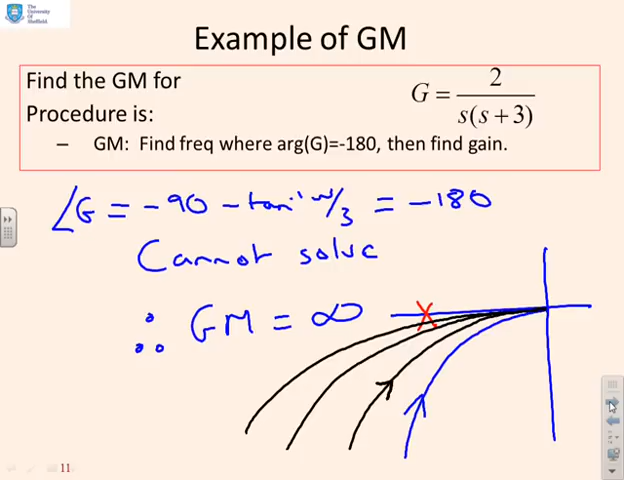 The
University
Of
Sheffield.
Example of GM
Find the GM for
G = 2 / s(s + 3)
Procedure is:
– GM: Find freq where arg(G)=-180, then find gain.
∠G = -90 - tan⁻¹ w/3 = -180
Cannot solve
∴ GM = ∞
11